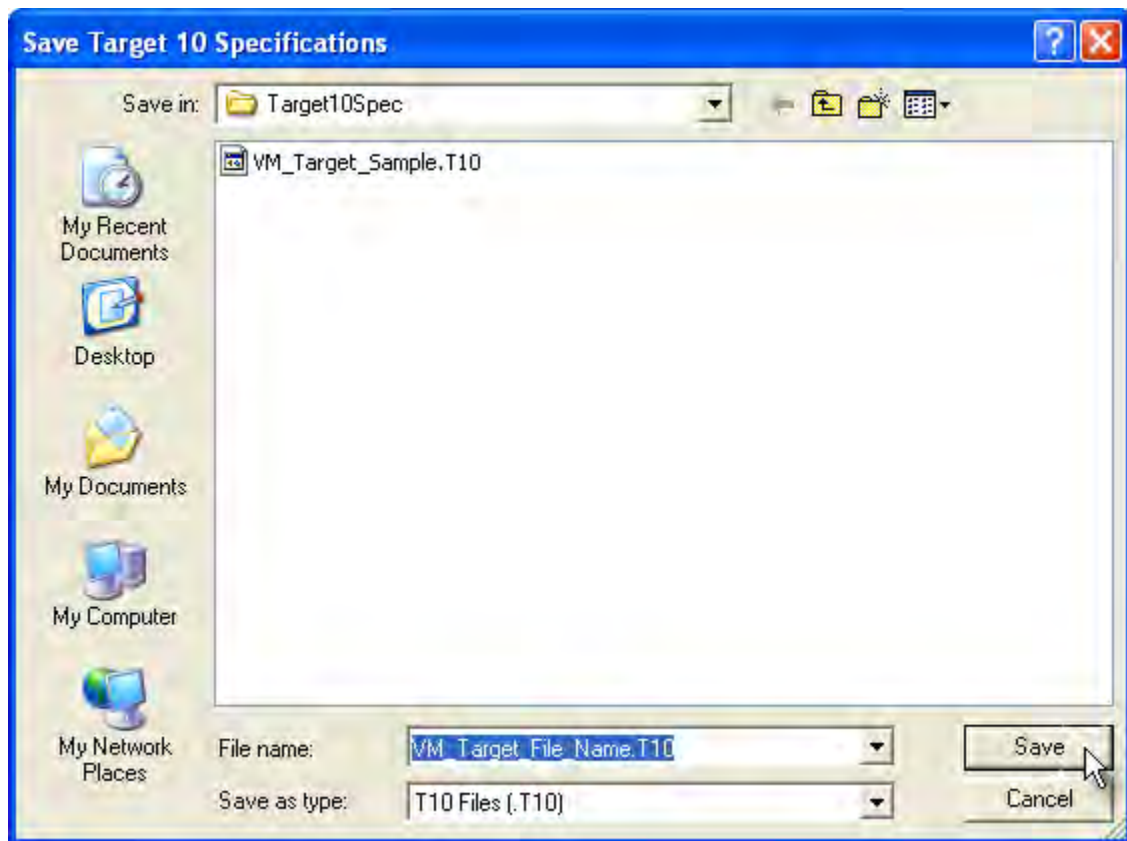 Save Target 10 Specifications
Save in:
Target10Spec
VM_Target_Sample.T10
My Recent
Documents
Desktop
My Documents
My Computer
My Network
Places
File name:
VM_Target_File_Name.T10
Save
Save as type:
T10 Files (.T10)
Cancel